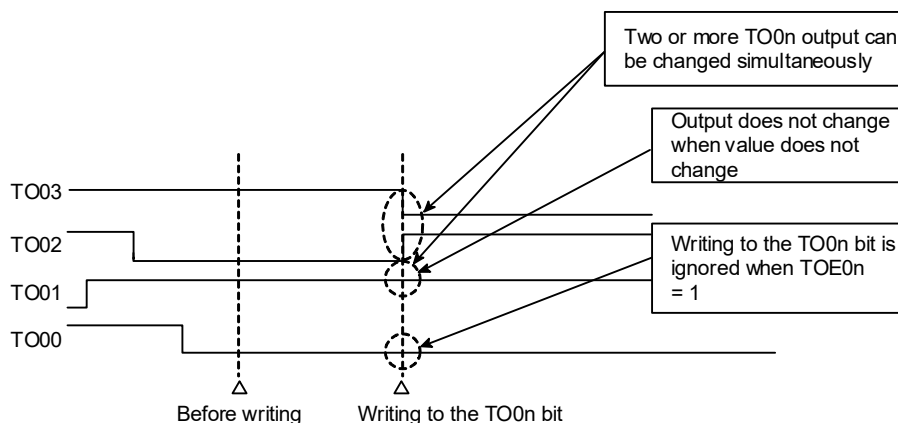 Two or more TO0n output can
be changed simultaneously
Output does not change
when value does not
change
TO03
TO02
Writing to the TO0n bit is
ignored when TOE0n
= 1
TO01
TO00
Before writing
Writing to the TO0n bit